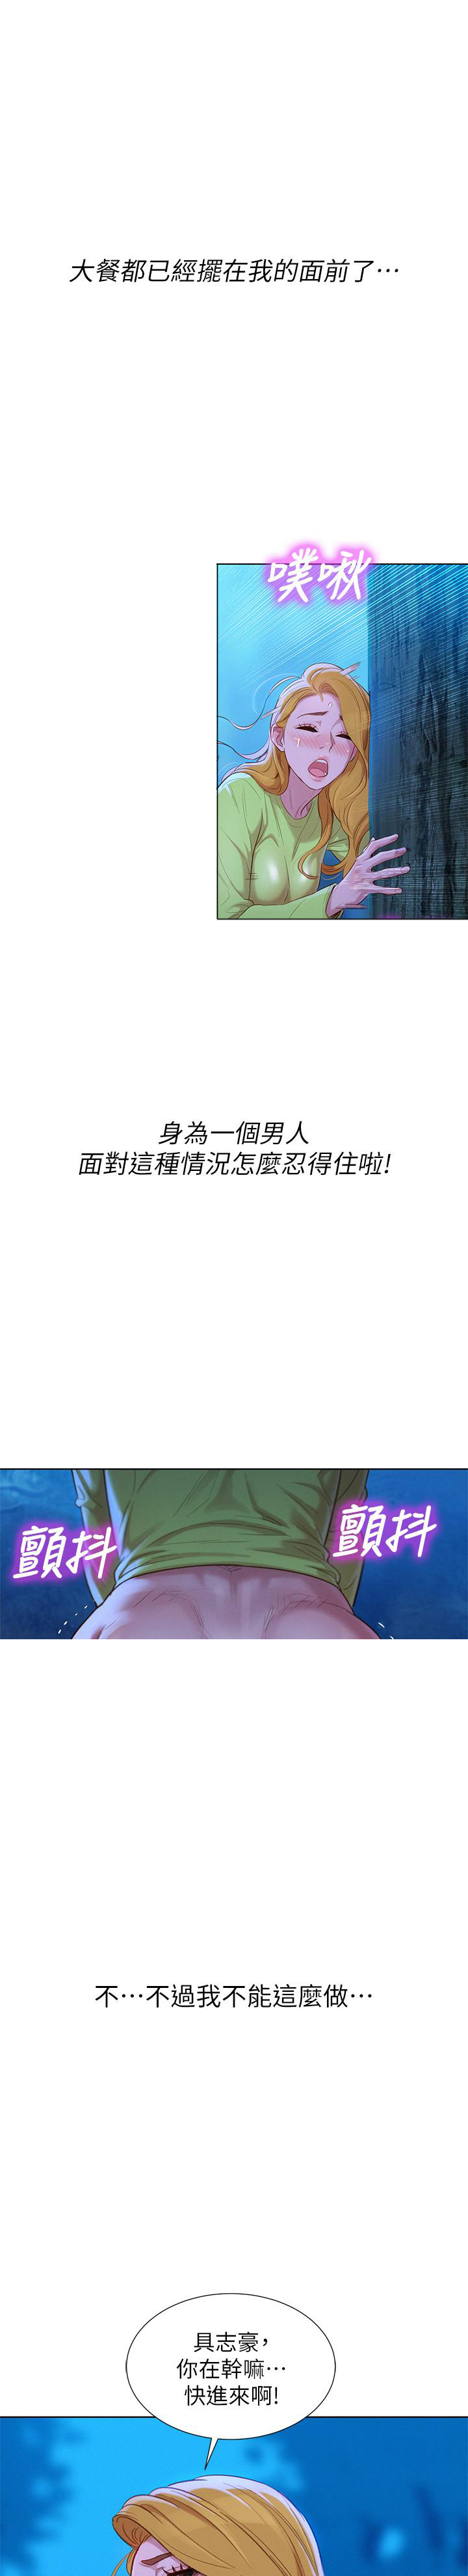 大餐都已經擺在我的面前了⋯
噗啾
身為一個男人
面對這種情況怎麼忍得住啦!
顫抖
顫抖
不⋯不過我不能這麼做⋯
具志豪,
你在幹嘛⋯
快進來啊!